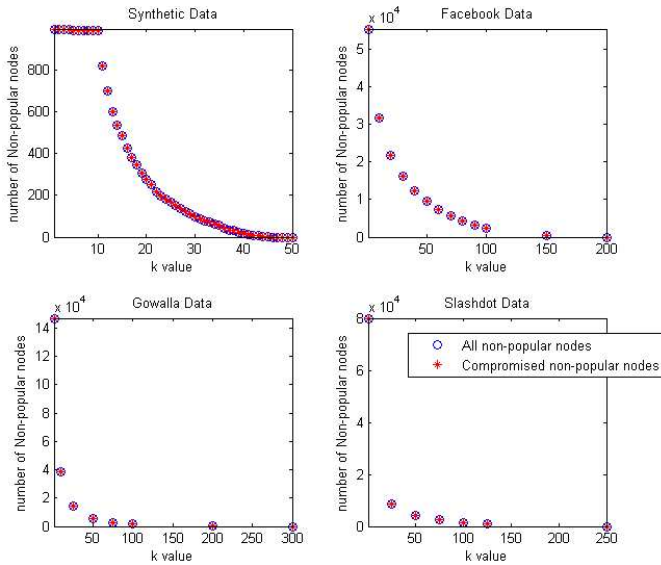 Synthetic Data
number of Non-popular nodes
800
600
400
200
0
10 20 30 40 50
k value
Facebook Data
x 10^4
number of Non-popular nodes
5
4
3
2
1
0
50 100 150 200
k value
Gowalla Data
x 10^4
number of Non-popular nodes
14
12
10
8
6
4
2
0
50 100 150 200 250 300
k value
Slashdot Data
x 10^4
number of Non-popular nodes
8
6
4
2
0
50 100 150 200 250
k value
All non-popular nodes
Compromised non-popular nodes